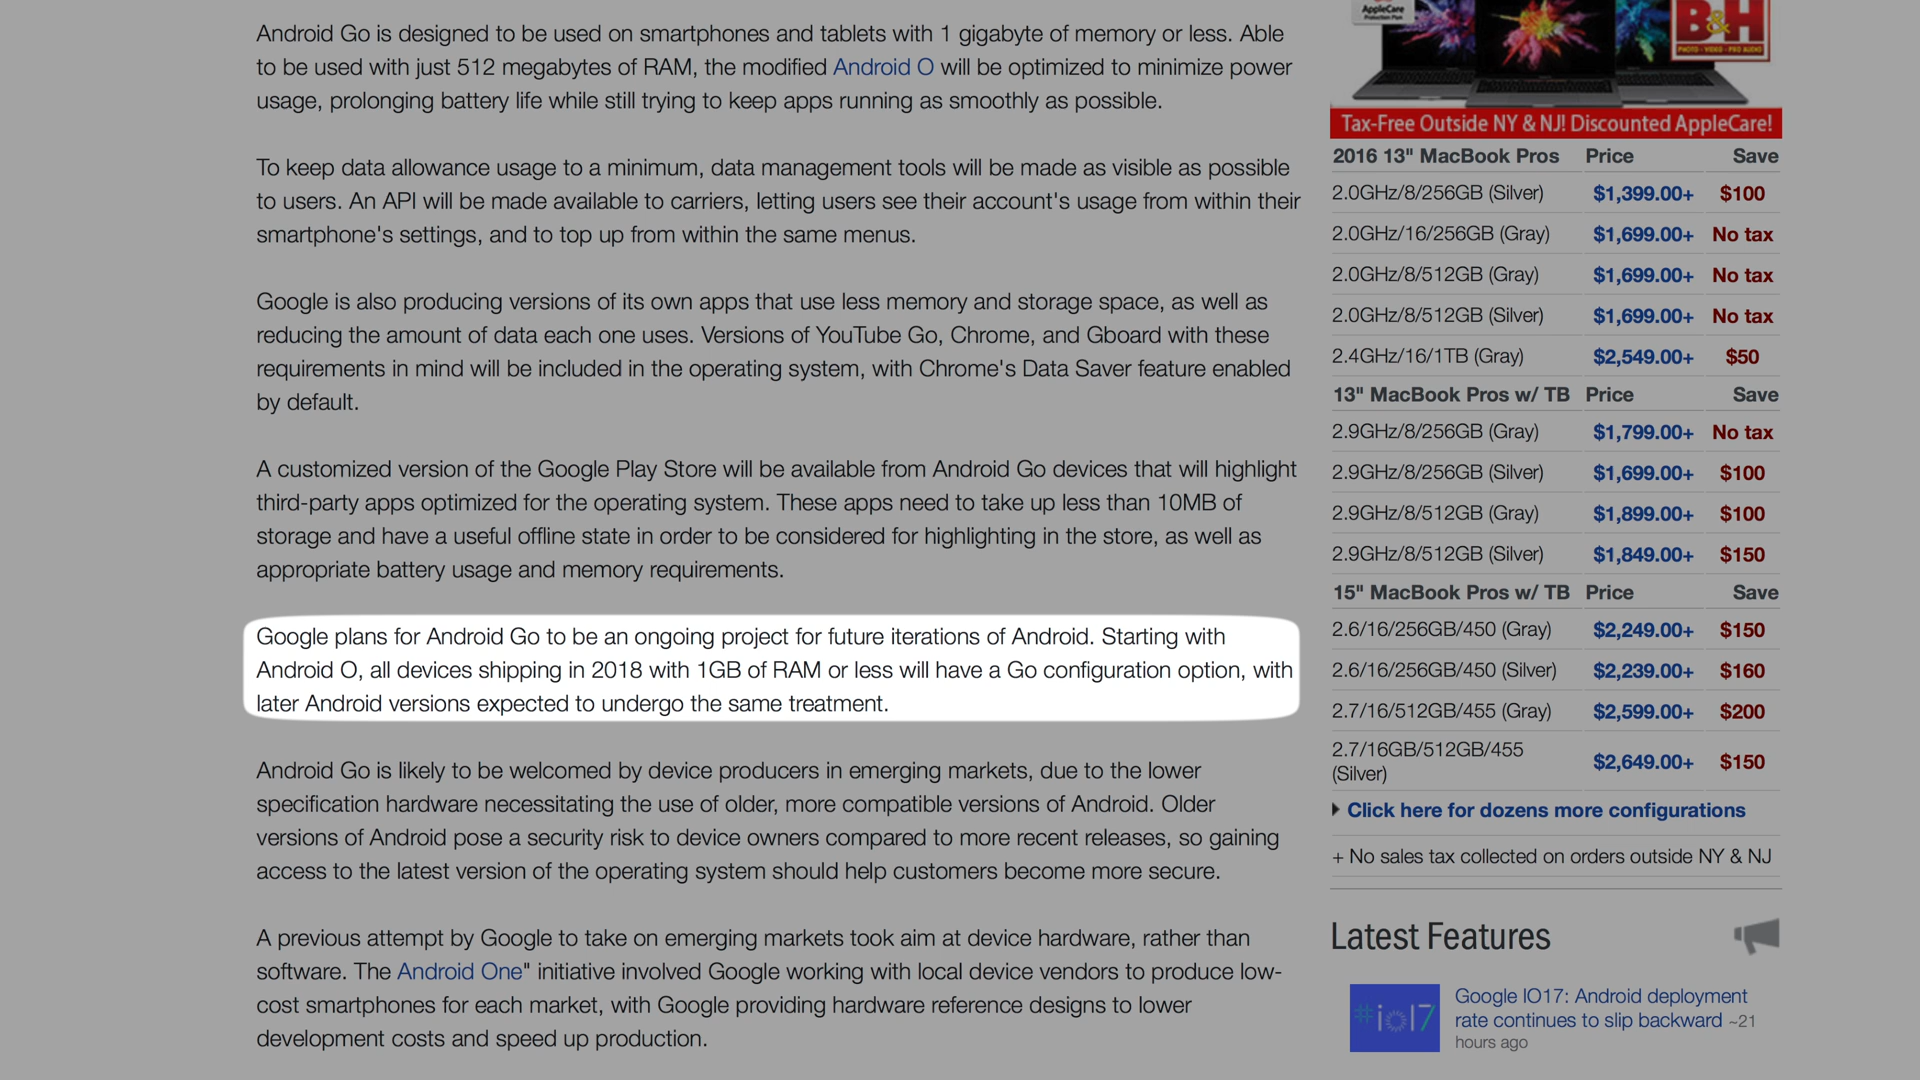 Android Go is designed to be used on smartphones and tablets with 1 gigabyte of memory or less. Able
to be used with just 512 megabytes of RAM, the modified Android O will be optimized to minimize power
usage, prolonging battery life while still trying to keep apps running as smoothly as possible.
To keep data allowance usage to a minimum, data management tools will be made as visible as possible
to users. An API will be made available to carriers, letting users see their account's usage from within their
smartphone's settings, and to top up from within the same menus.
Google is also producing versions of its own apps that use less memory and storage space, as well as
reducing the amount of data each one uses. Versions of YouTube Go, Chrome, and Gboard with these
requirements in mind will be included in the operating system, with Chrome's Data Saver feature enabled
by default.
A customized version of the Google Play Store will be available from Android Go devices that will highlight
third-party apps optimized for the operating system. These apps need to take up less than 10MB of
storage and have a useful offline state in order to be considered for highlighting in the store, as well as
appropriate battery usage and memory requirements.
Google plans for Android Go to be an ongoing project for future iterations of Android. Starting with
Android O, all devices shipping in 2018 with 1GB of RAM or less will have a Go configuration option, with
later Android versions expected to undergo the same treatment.
Android Go is likely to be welcomed by device producers in emerging markets, due to the lower
specification hardware necessitating the use of older, more compatible versions of Android. Older
versions of Android pose a security risk to device owners compared to more recent releases, so gaining
access to the latest version of the operating system should help customers become more secure.
A previous attempt by Google to take on emerging markets took aim at device hardware, rather than
software. The Android One" initiative involved Google working with local device vendors to produce low-
cost smartphones for each market, with Google providing hardware reference designs to lower
development costs and speed up production.
AppleCare
Protection Plan
B&H
PHOTO - VIDEO - PRO AUDIO
Tax-Free Outside NY & NJ! Discounted AppleCare!
2016 13" MacBook Pros Price Save
2.0GHz/8/256GB (Silver) $1,399.00+ $100
2.0GHz/16/256GB (Gray) $1,699.00+ No tax
2.0GHz/8/512GB (Gray) $1,699.00+ No tax
2.0GHz/8/512GB (Silver) $1,699.00+ No tax
2.4GHz/16/1TB (Gray) $2,549.00+ $50
13" MacBook Pros w/ TB Price Save
2.9GHz/8/256GB (Gray) $1,799.00+ No tax
2.9GHz/8/256GB (Silver) $1,699.00+ $100
2.9GHz/8/512GB (Gray) $1,899.00+ $100
2.9GHz/8/512GB (Silver) $1,849.00+ $150
15" MacBook Pros w/ TB Price Save
2.6/16/256GB/450 (Gray) $2,249.00+ $150
2.6/16/256GB/450 (Silver) $2,239.00+ $160
2.7/16/512GB/455 (Gray) $2,599.00+ $200
2.7/16GB/512GB/455
(Silver) $2,649.00+ $150
Click here for dozens more configurations
+ No sales tax collected on orders outside NY & NJ
Latest Features
#io17
Google IO17: Android deployment
rate continues to slip backward ~21
hours ago